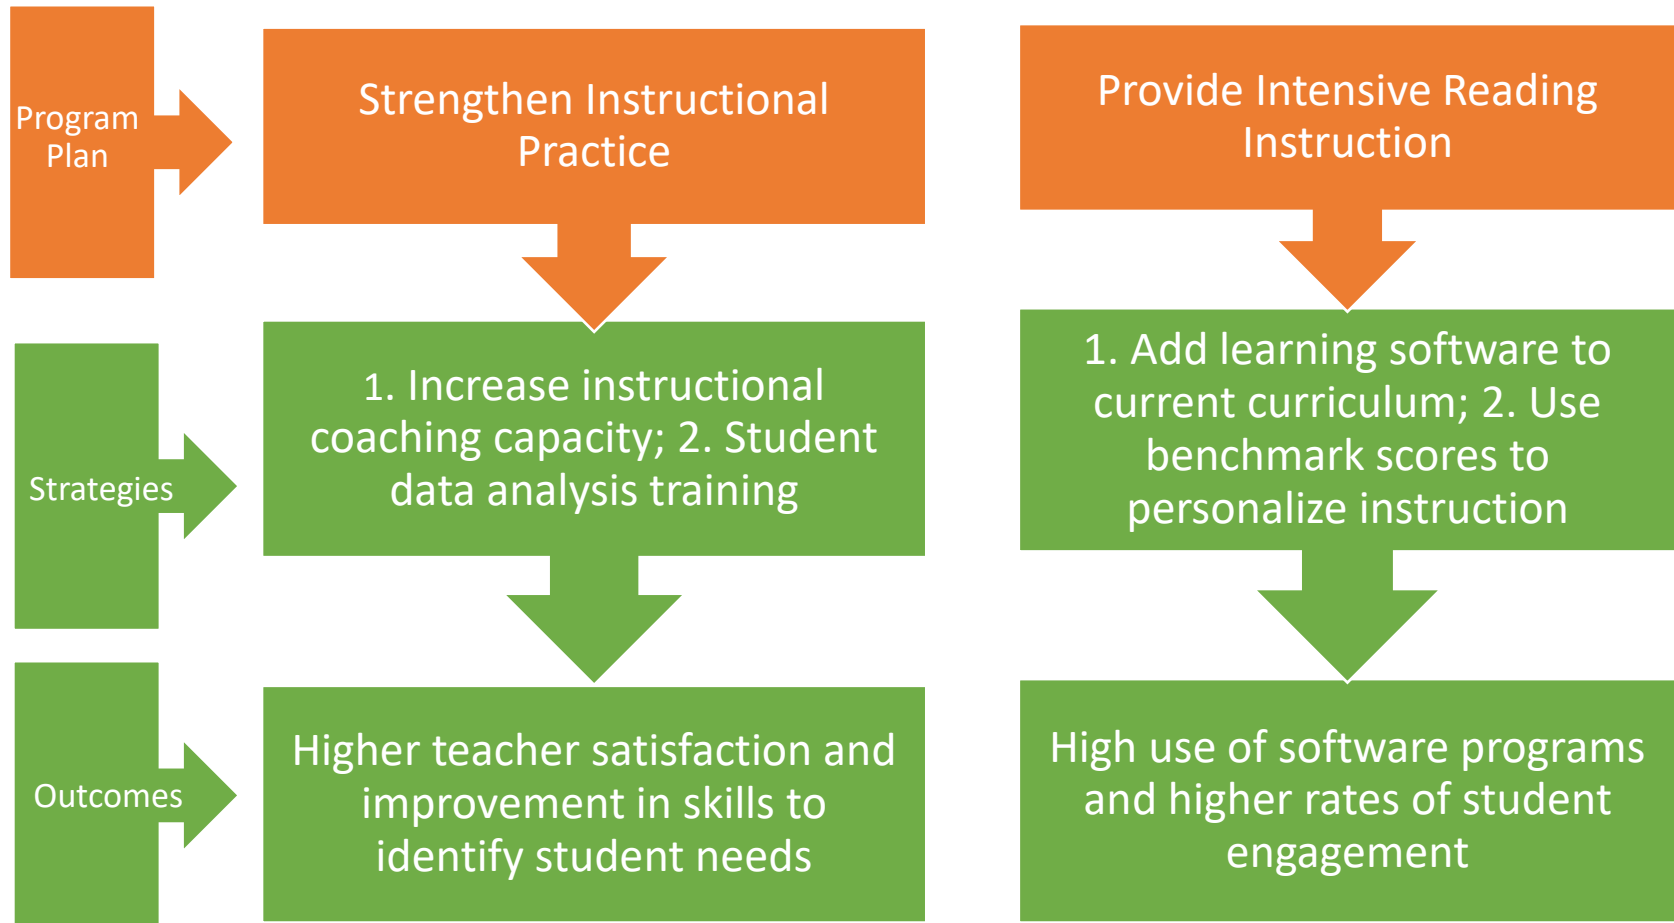 Program
Plan
Strengthen Instructional
Practice
Provide Intensive Reading
Instruction
Strategies
1. Increase instructional
coaching capacity; 2. Student
data analysis training
1. Add learning software to
current curriculum; 2. Use
benchmark scores to
personalize instruction
Outcomes
Higher teacher satisfaction and
improvement in skills to
identify student needs
High use of software programs
and higher rates of student
engagement